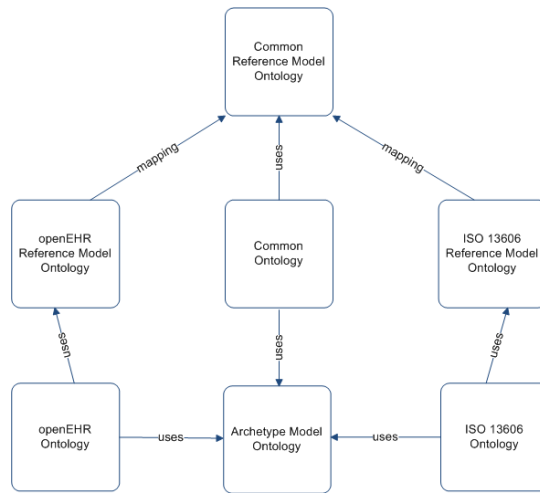 Common
Reference Model
Ontology
mapping
uses
mapping
openEHR
Reference Model
Ontology
Common
Ontology
ISO 13606
Reference Model
Ontology
uses
uses
uses
openEHR
Ontology
uses
Archetype Model
Ontology
uses
ISO 13606
Ontology